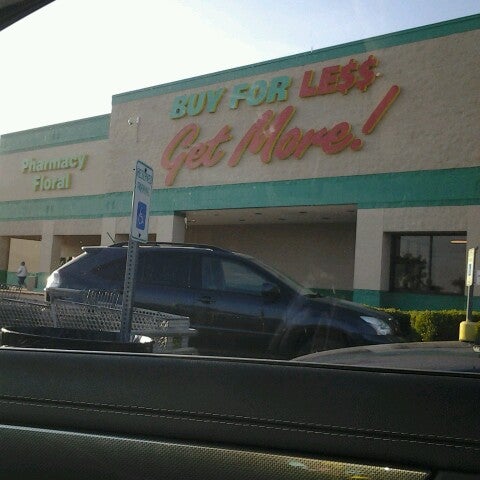 BUY FOR LE$$
Get More!
Pharmacy
Floral